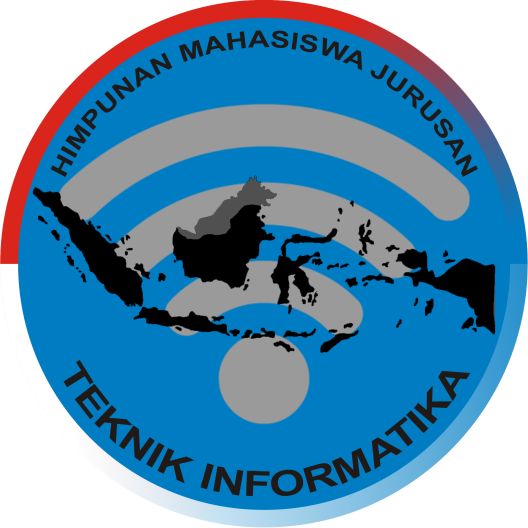 HIMPUNAN MAHASISWA JURUSAN
TEKNIK INFORMATIKA